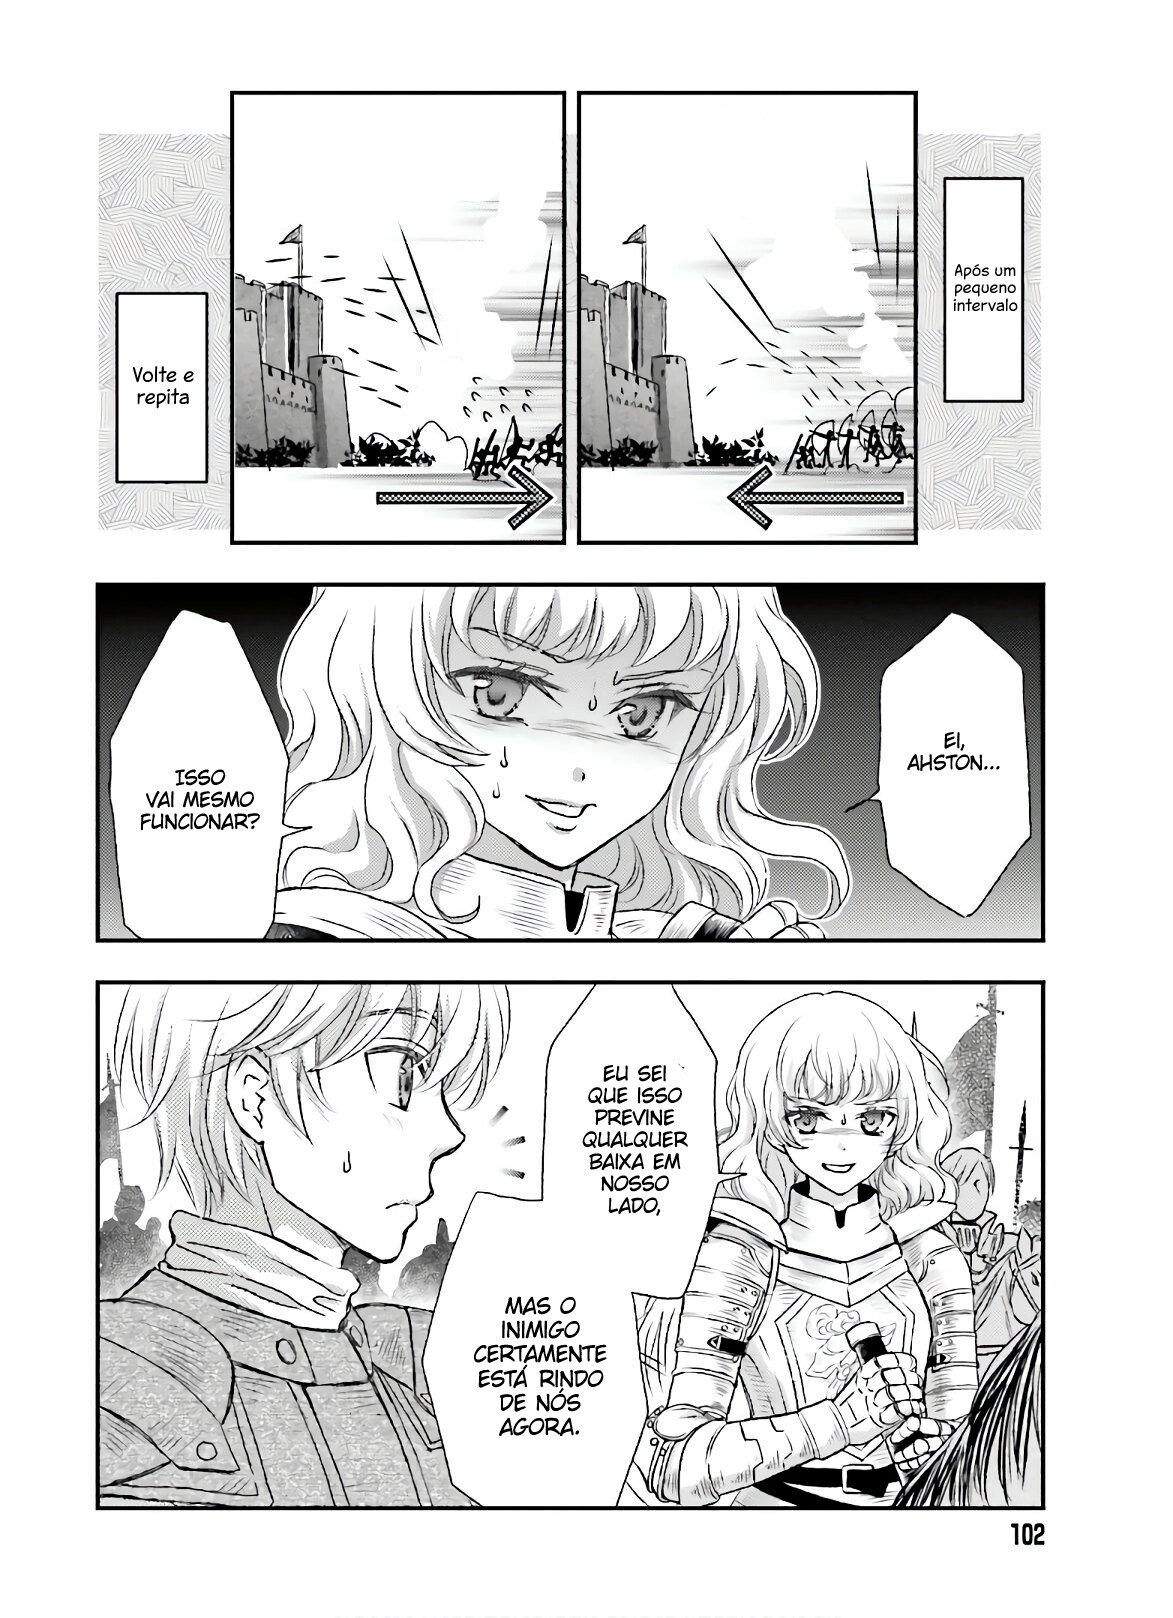 Após um
pequeno
intervalo
Volte e
repita
EI,
AHSTON...
ISSO
VAI MESMO
FUNCIONAR?
EU SEI
QUE ISSO
PREVINE
QUALQUER
BAIXA EM
NOSSO
LADO,
MAS O
INIMIGO
CERTAMENTE
ESTÁ RINDO
DE NÓS
AGORA.
102